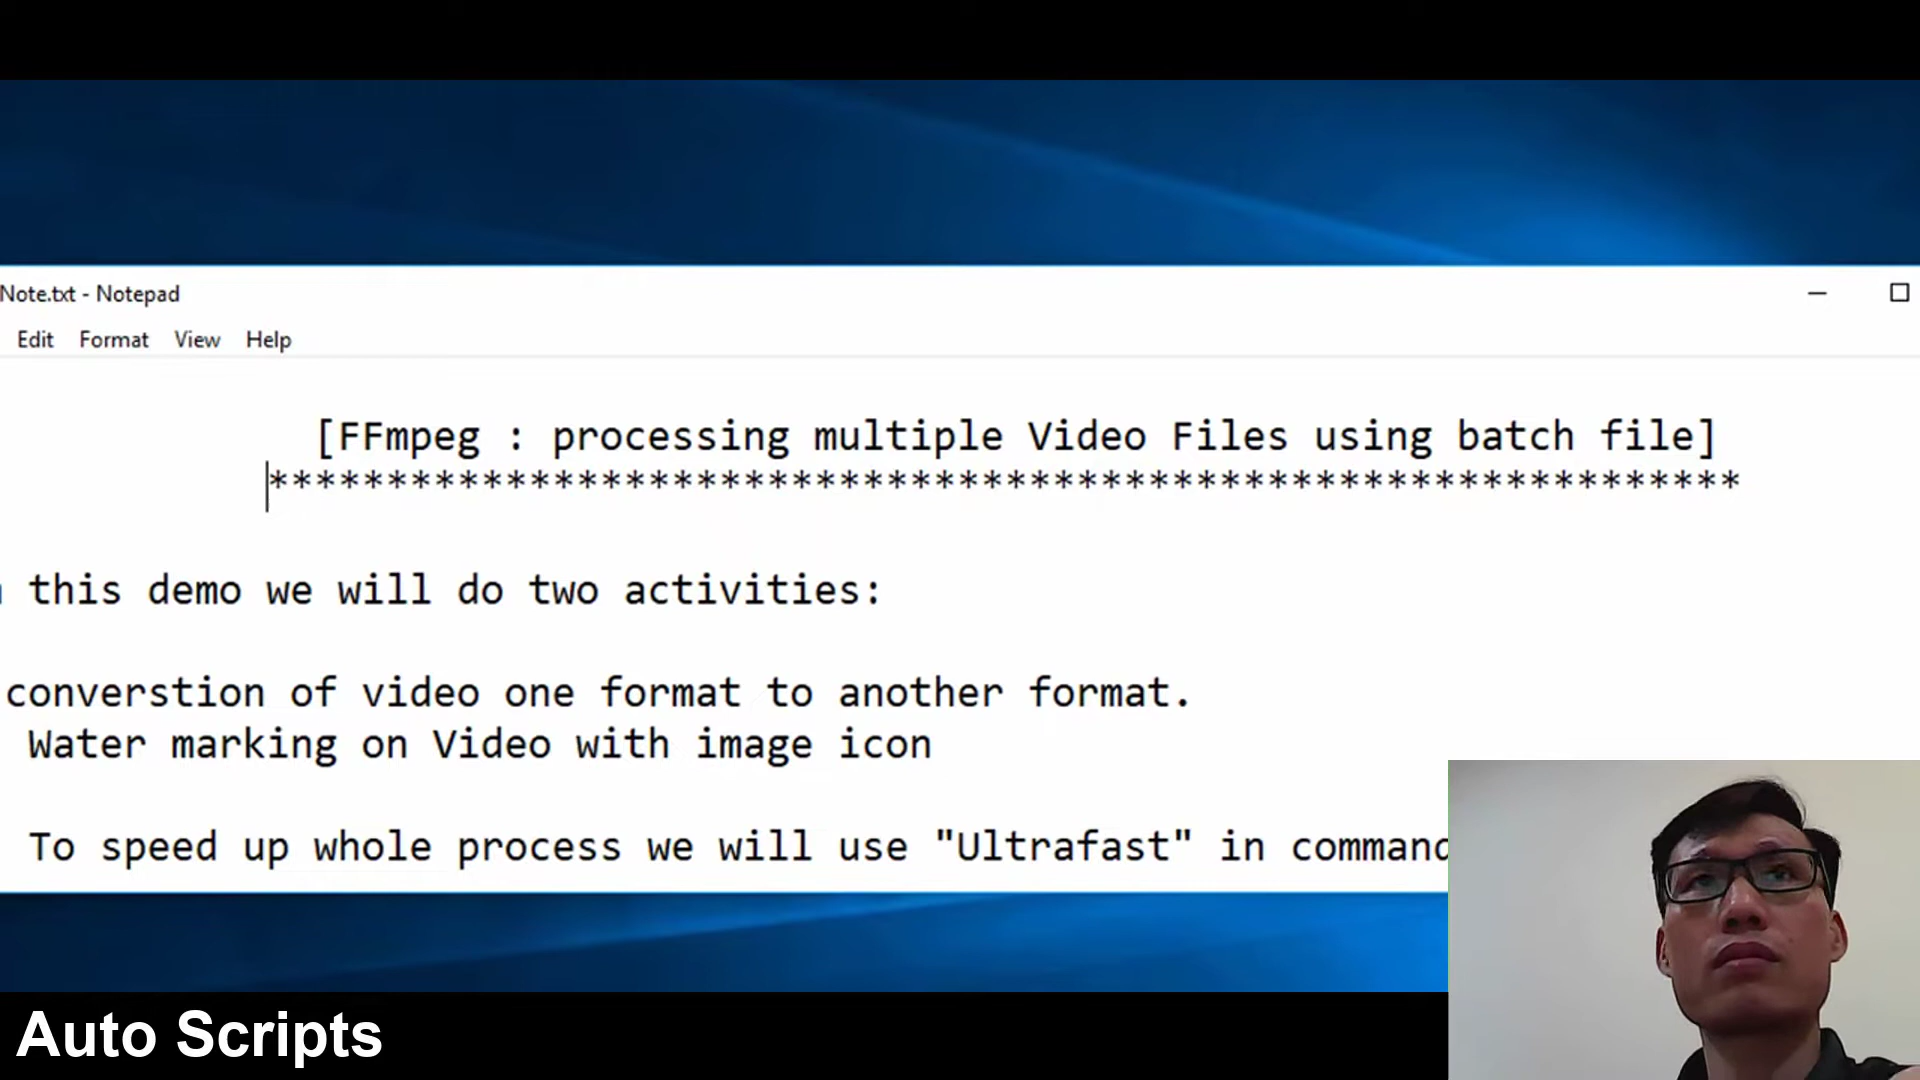 Note.txt - Notepad
Edit Format View Help
[FFmpeg : processing multiple Video Files using batch file]
**************************************************************
this demo we will do two activities:
converstion of video one format to another format.
Water marking on Video with image icon
To speed up whole process we will use "Ultrafast" in command
Auto Scripts